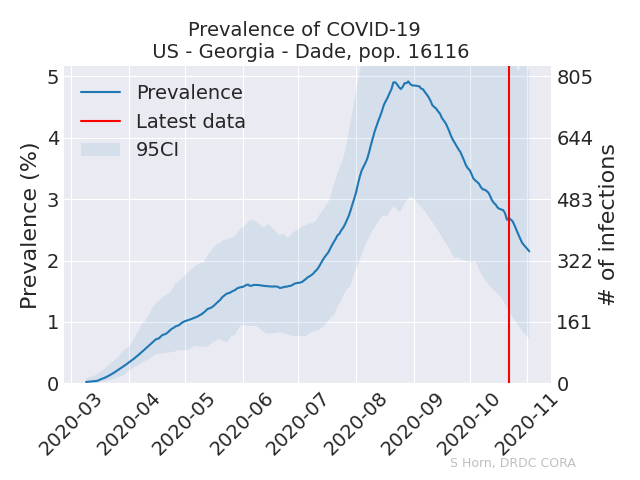 Prevalence of COVID-19
US - Georgia - Dade, pop. 16116
Prevalence (%)
5
4
3
2
1
0
Prevalence
Latest data
95CI
805
644
483
322
161
0
# of infections
2020-03
2020-04
2020-05
2020-06
2020-07
2020-08
2020-09
2020-10
2020-11
S Horn, DRDC CORA